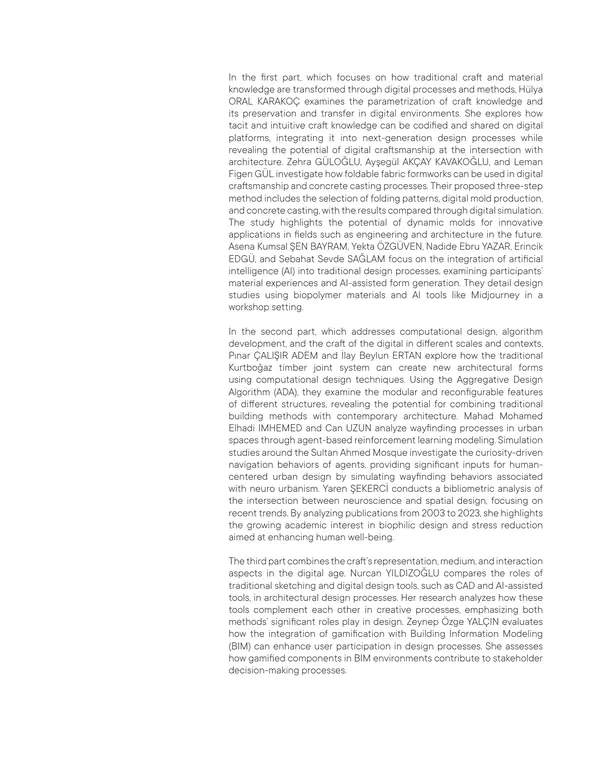 In the first part, which focuses on how traditional craft and material
knowledge are transformed through digital processes and methods, Hülya
ORAL KARAKOÇ examines the parametrization of craft knowledge and
its preservation and transfer in digital environments. She explores how
tacit and intuitive craft knowledge can be codified and shared on digital
platforms, integrating it into next-generation design processes while
revealing the potential of digital craftsmanship at the intersection with
architecture. Zehra GÜLOĞLU, Ayşegül AKÇAY KAVAKOĞLU, and Leman
Figen GÜL investigate how foldable fabric formworks can be used in digital
craftsmanship and concrete casting processes. Their proposed three-step
method includes the selection of folding patterns, digital mold production,
and concrete casting, with the results compared through digital simulation.
The study highlights the potential of dynamic molds for innovative
applications in fields such as engineering and architecture in the future.
Asena Kumsal ŞEN BAYRAM, Yekta ÖZGÜVEN, Nadide Ebru YAZAR, Erincik
EDGÜ, and Sebahat Sevde SAĞLAM focus on the integration of artificial
intelligence (AI) into traditional design processes, examining participants'
material experiences and AI-assisted form generation. They detail design
studies using biopolymer materials and AI tools like Midjourney in a
workshop setting.
In the second part, which addresses computational design, algorithm
development, and the craft of the digital in different scales and contexts,
Pınar ÇALIŞIR ADEM and İlay Beylun ERTAN explore how the traditional
Kurtboğaz timber joint system can create new architectural forms
using computational design techniques. Using the Aggregative Design
Algorithm (ADA), they examine the modular and reconfigurable features
of different structures, revealing the potential for combining traditional
building methods with contemporary architecture. Mahad Mohamed
Elhadi IMHEMED and Can UZUN analyze wayfinding processes in urban
spaces through agent-based reinforcement learning modeling. Simulation
studies around the Sultan Ahmed Mosque investigate the curiosity-driven
navigation behaviors of agents, providing significant inputs for human-
centered urban design by simulating wayfinding behaviors associated
with neuro urbanism. Yaren ŞEKERCİ conducts a bibliometric analysis of
the intersection between neuroscience and spatial design, focusing on
recent trends. By analyzing publications from 2003 to 2023, she highlights
the growing academic interest in biophilic design and stress reduction
aimed at enhancing human well-being.
The third part combines the craft's representation, medium, and interaction
aspects in the digital age. Nurcan YILDIZOĞLU compares the roles of
traditional sketching and digital design tools, such as CAD and AI-assisted
tools, in architectural design processes. Her research analyzes how these
tools complement each other in creative processes, emphasizing both
methods' significant roles play in design. Zeynep Özge YALÇIN evaluates
how the integration of gamification with Building Information Modeling
(BIM) can enhance user participation in design processes. She assesses
how gamified components in BIM environments contribute to stakeholder
decision-making processes.